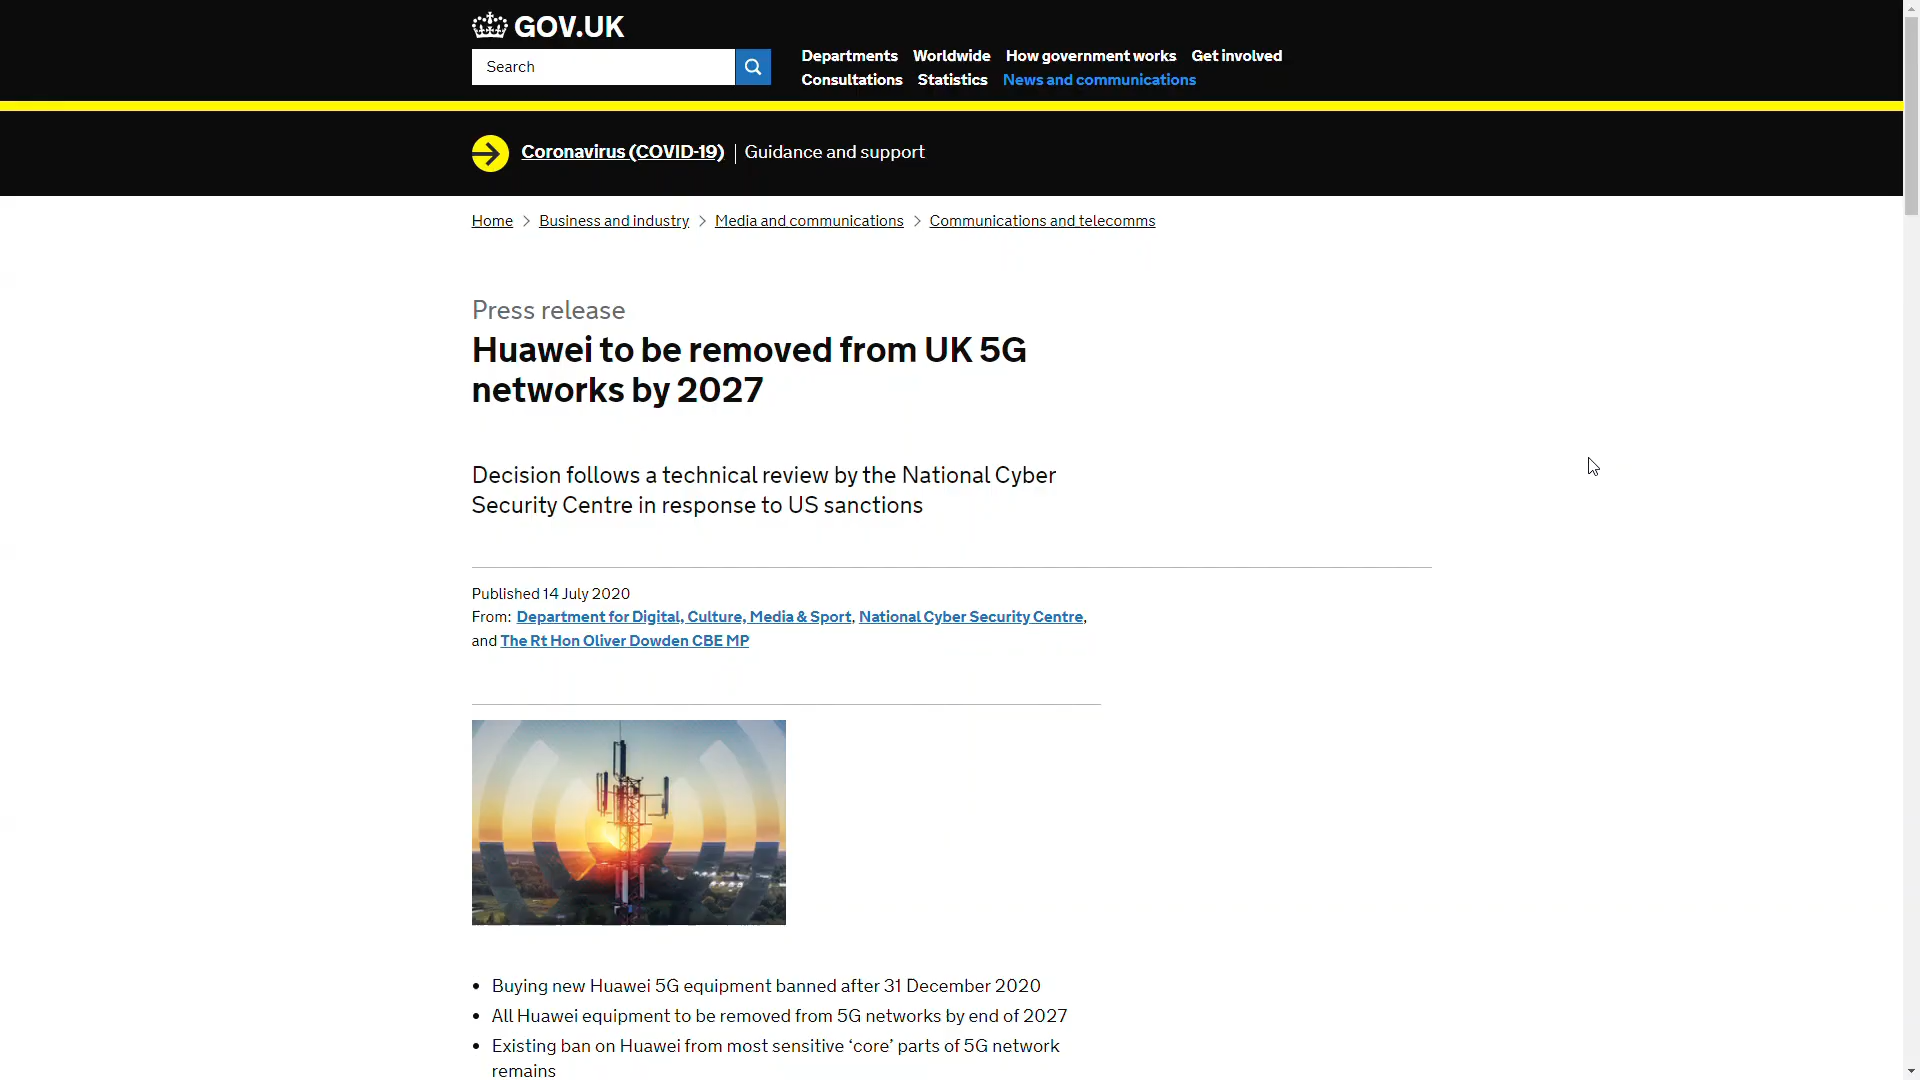 GOV.UK
Search
Departments Worldwide How government works Get involved
Consultations Statistics News and communications
Coronavirus (COVID-19) | Guidance and support
Home > Business and industry > Media and communications > Communications and telecomms
Press release
Huawei to be removed from UK 5G
networks by 2027
Decision follows a technical review by the National Cyber
Security Centre in response to US sanctions
Published 14 July 2020
From: Department for Digital, Culture, Media & Sport, National Cyber Security Centre,
and The Rt Hon Oliver Dowden CBE MP
• Buying new Huawei 5G equipment banned after 31 December 2020
• All Huawei equipment to be removed from 5G networks by end of 2027
• Existing ban on Huawei from most sensitive ‘core’ parts of 5G network
remains